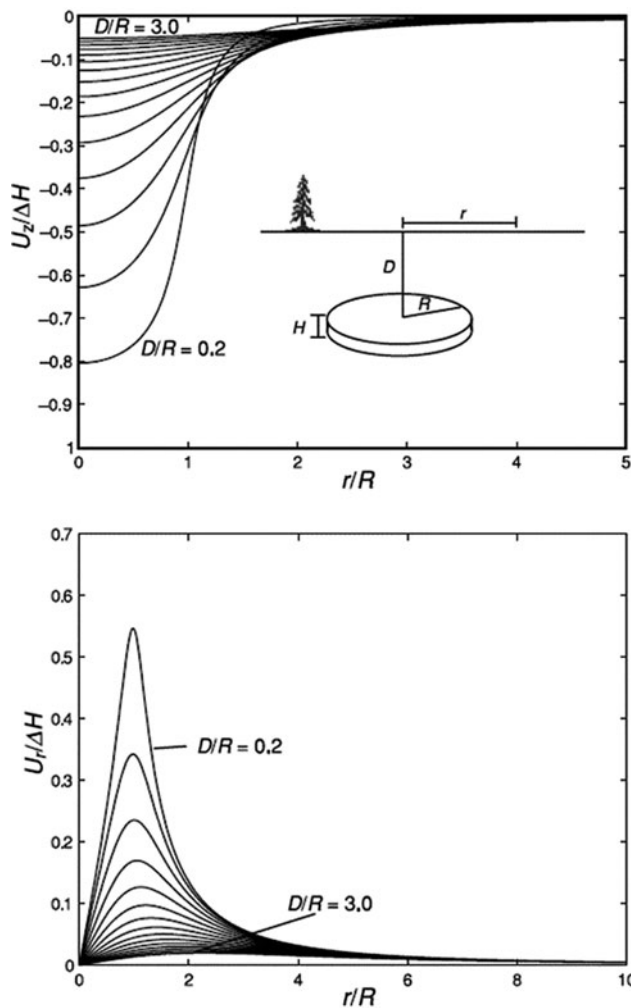 0
D/R = 3.0
−0.1
−0.2
−0.3
−0.4
−0.5
−0.6
−0.7
−0.8
−0.9
1
U_z/ΔH
r
D
R
H
D/R = 0.2
0 1 2 3 4 5
r/R
0.7
0.6
0.5
0.4
0.3
0.2
0.1
0
U_r/ΔH
D/R = 0.2
D/R = 3.0
0 2 4 6 8 10
r/R